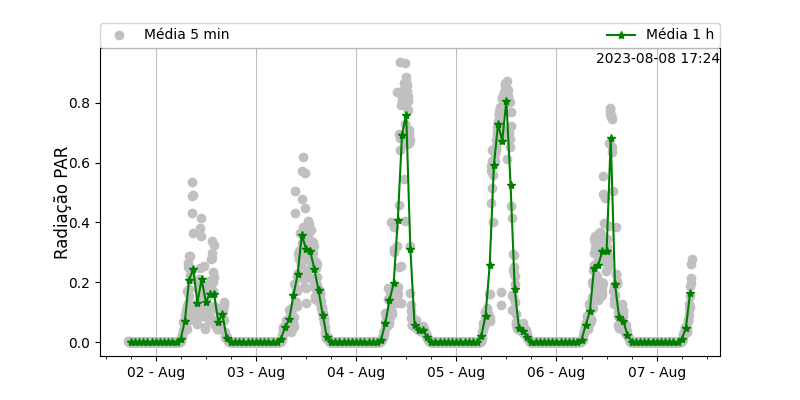 Média 5 min
Média 1 h
2023-08-08 17:24
Radiação PAR
0.8
0.6
0.4
0.2
0.0
02 - Aug
03 - Aug
04 - Aug
05 - Aug
06 - Aug
07 - Aug